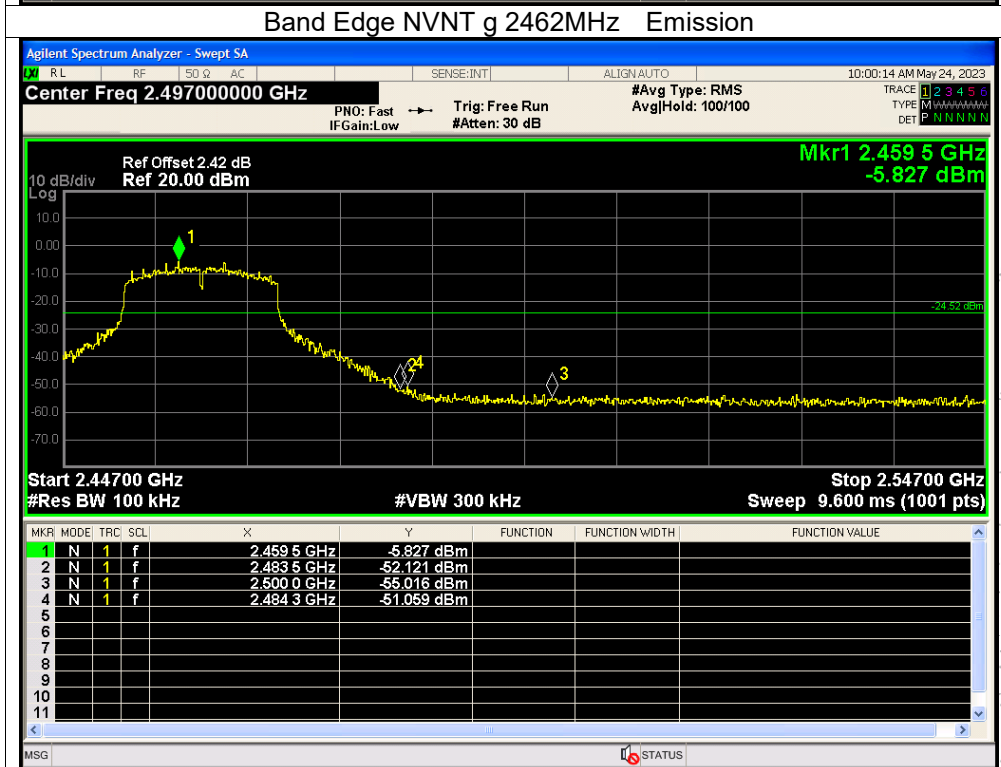 Band Edge NVNT g 2462MHz Emission
Agilent Spectrum Analyzer - Swept SA
LXI RL RF 50 Ω AC SENSE:INT ALIGN AUTO 10:00:14 AM May 24, 2023
Center Freq 2.497000000 GHz #Avg Type: RMS TRACE 1 2 3 4 5 6
PNO: Fast Trig: Free Run Avg|Hold: 100/100 TYPE M WWWWW
IFGain:Low #Atten: 30 dB DET P N N N N N
Mkr1 2.459 5 GHz
Ref Offset 2.42 dB
10 dB/div Ref 20.00 dBm -5.827 dBm
Log
10.0
1
0.00
-10.0
-20.0
-24.52 dBm
-30.0
-40.0
2 4
3
-50.0
-60.0
-70.0
Start 2.44700 GHz Stop 2.54700 GHz
#Res BW 100 kHz #VBW 300 kHz Sweep 9.600 ms (1001 pts)
MKR MODE TRC SCL X Y FUNCTION FUNCTION WIDTH FUNCTION VALUE
1 N 1 f 2.459 5 GHz -5.827 dBm
2 N 1 f 2.483 5 GHz -52.121 dBm
3 N 1 f 2.500 0 GHz -55.016 dBm
4 N 1 f 2.484 3 GHz -51.059 dBm
5
6
7
8
9
10
11
MSG STATUS